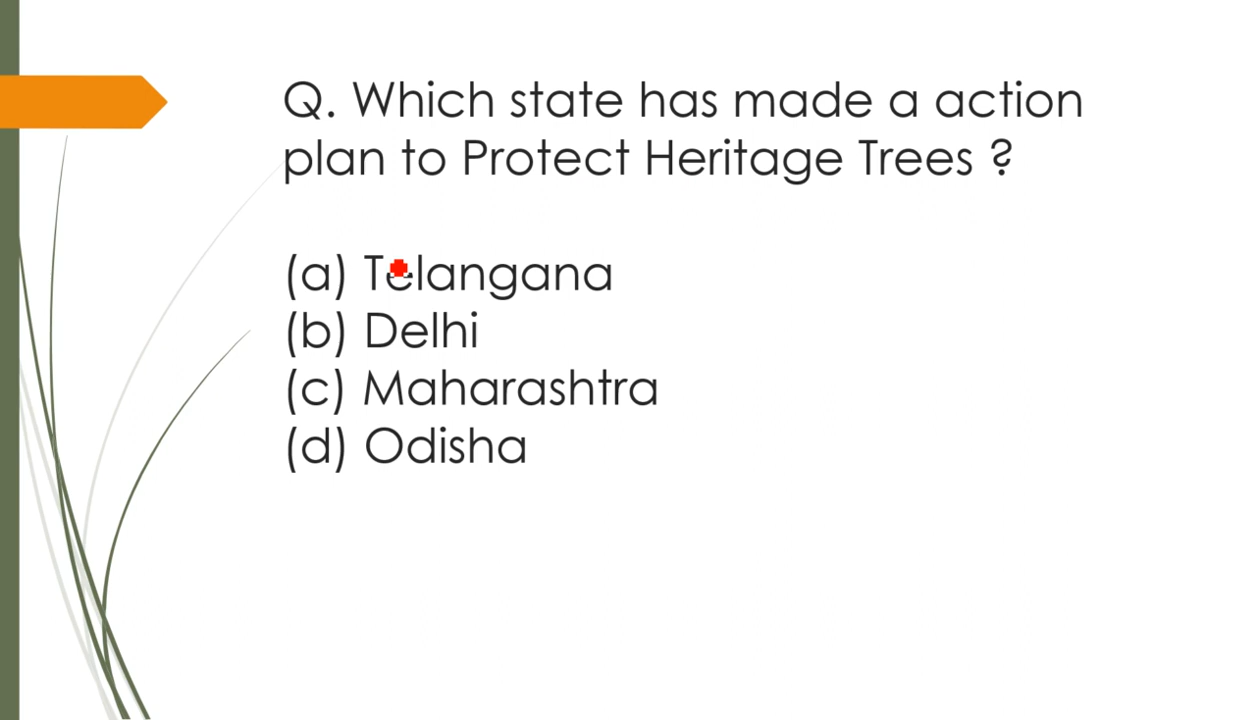 Q. Which state has made a action
plan to Protect Heritage Trees ?
(a) Telangana
(b) Delhi
(c) Maharashtra
(d) Odisha